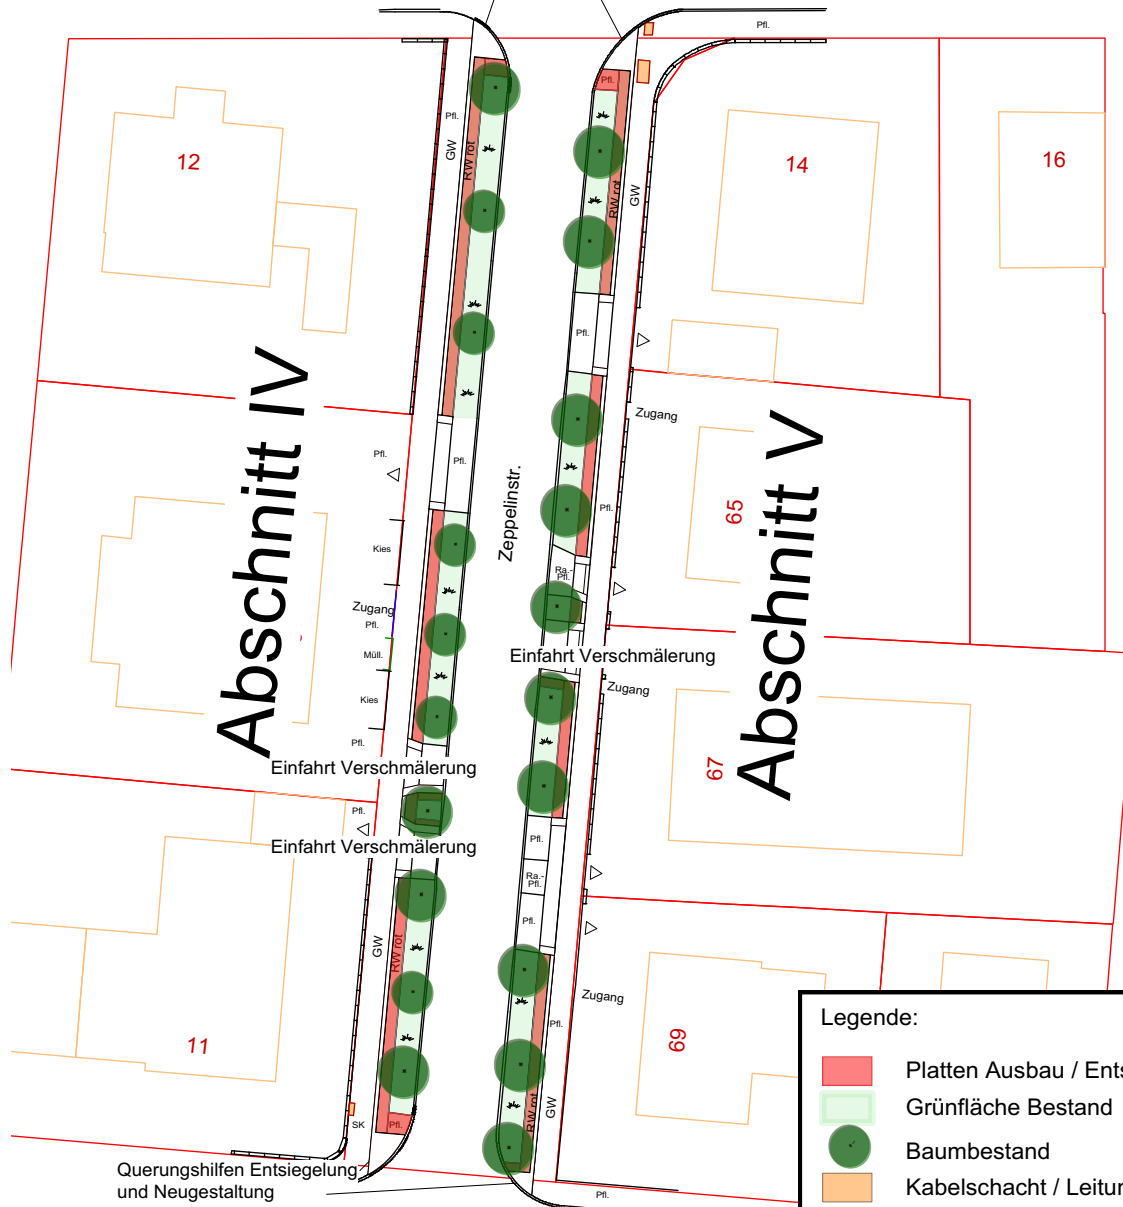 Pfl.
Pfl.
12
Pfl.
GW
RW rot
RW rot
GW
14
16
Pfl.
Abschnitt IV
Pfl.
Pfl.
Zeppelinstr.
Zugang
Pfl.
65
Abschnitt V
Kies
Zugang
Pfl.
Müll.
Kies
Pfl.
Ra.-
Pfl.
Einfahrt Verschmälerung
Zugang
67
Einfahrt Verschmälerung
Pfl.
Einfahrt Verschmälerung
Pfl.
Ra.-
Pfl.
Pfl.
GW
RW rot
11
Pfl.
SK
Zugang
Pfl.
RW rot
GW
69
Pfl.
Querungshilfen Entsiegelung
und Neugestaltung
Legende:
Platten Ausbau / Ents
Grünfläche Bestand
Baumbestand
Kabelschacht / Leitun